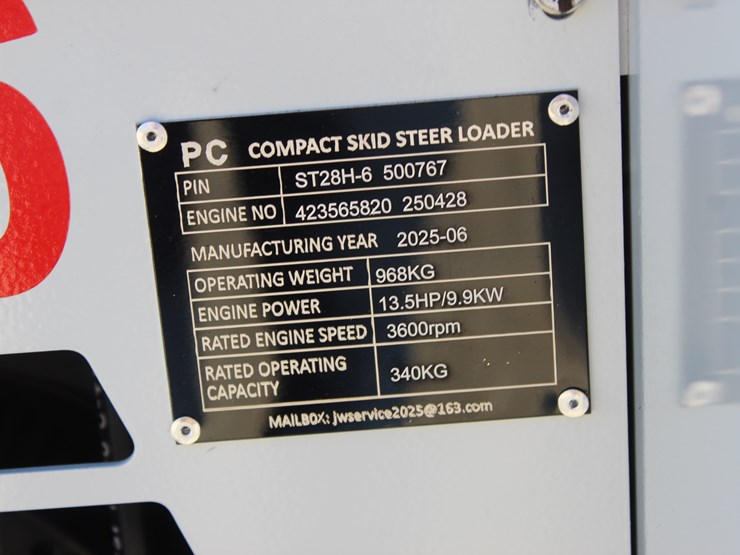 PC COMPACT SKID STEER LOADER
PIN ST28H-6 500767
ENGINE NO 423565820 250428
MANUFACTURING YEAR 2025-06
OPERATING WEIGHT 968KG
ENGINE POWER 13.5HP/9.9KW
RATED ENGINE SPEED 3600rpm
RATED OPERATING CAPACITY 340KG
MAILBOX: jwservice2025@163.com